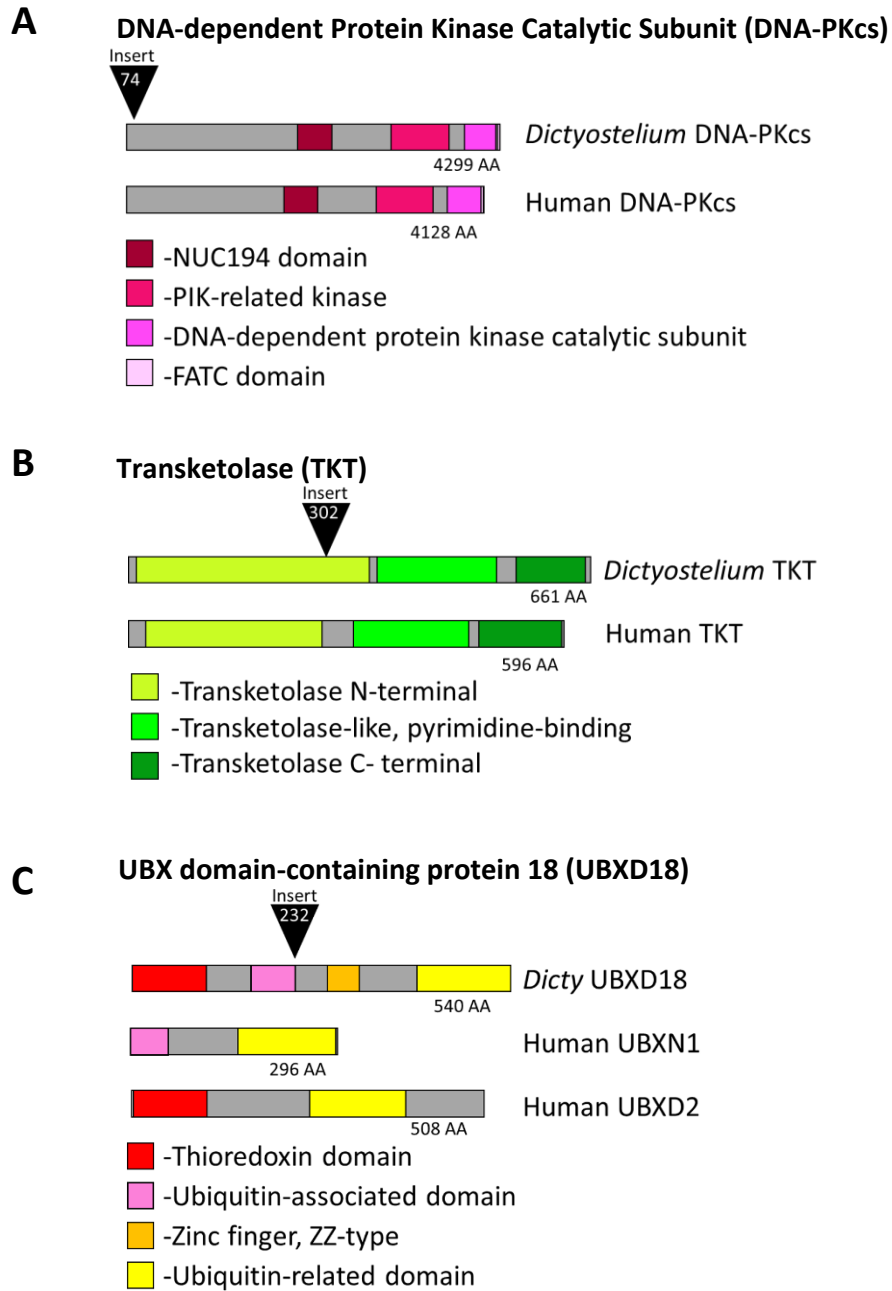 A
DNA-dependent Protein Kinase Catalytic Subunit (DNA-PKcs)
Insert
74
Dictyostelium DNA-PKcs
4299 AA
Human DNA-PKcs
4128 AA
-NUC194 domain
-PIK-related kinase
-DNA-dependent protein kinase catalytic subunit
-FATC domain
B
Transketolase (TKT)
Insert
302
Dictyostelium TKT
661 AA
Human TKT
596 AA
-Transketolase N-terminal
-Transketolase-like, pyrimidine-binding
-Transketolase C- terminal
C
UBX domain-containing protein 18 (UBXD18)
Insert
232
Dicty UBXD18
540 AA
Human UBXN1
296 AA
Human UBXD2
508 AA
-Thioredoxin domain
-Ubiquitin-associated domain
-Zinc finger, ZZ-type
-Ubiquitin-related domain